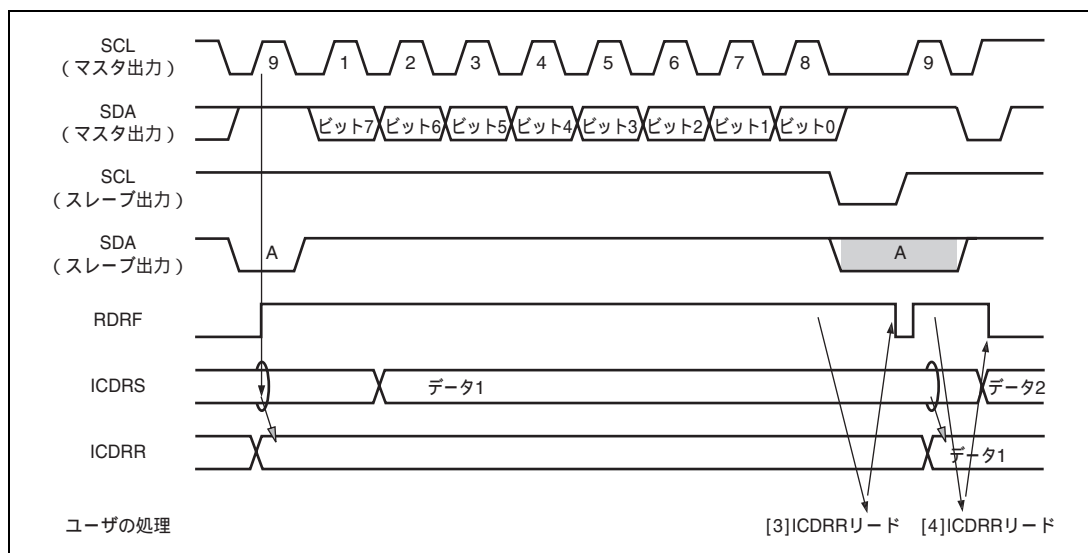 SCL
(マスタ出力)
9 1 2 3 4 5 6 7 8 9
SDA
(マスタ出力)
ビット7 ビット6 ビット5 ビット4 ビット3 ビット2 ビット1 ビット0
SCL
(スレーブ出力)
SDA
(スレーブ出力)
A A
RDRF
ICDRS
データ1 データ2
ICDRR
データ1
ユーザの処理
[3]ICDRRリード [4]ICDRRリード